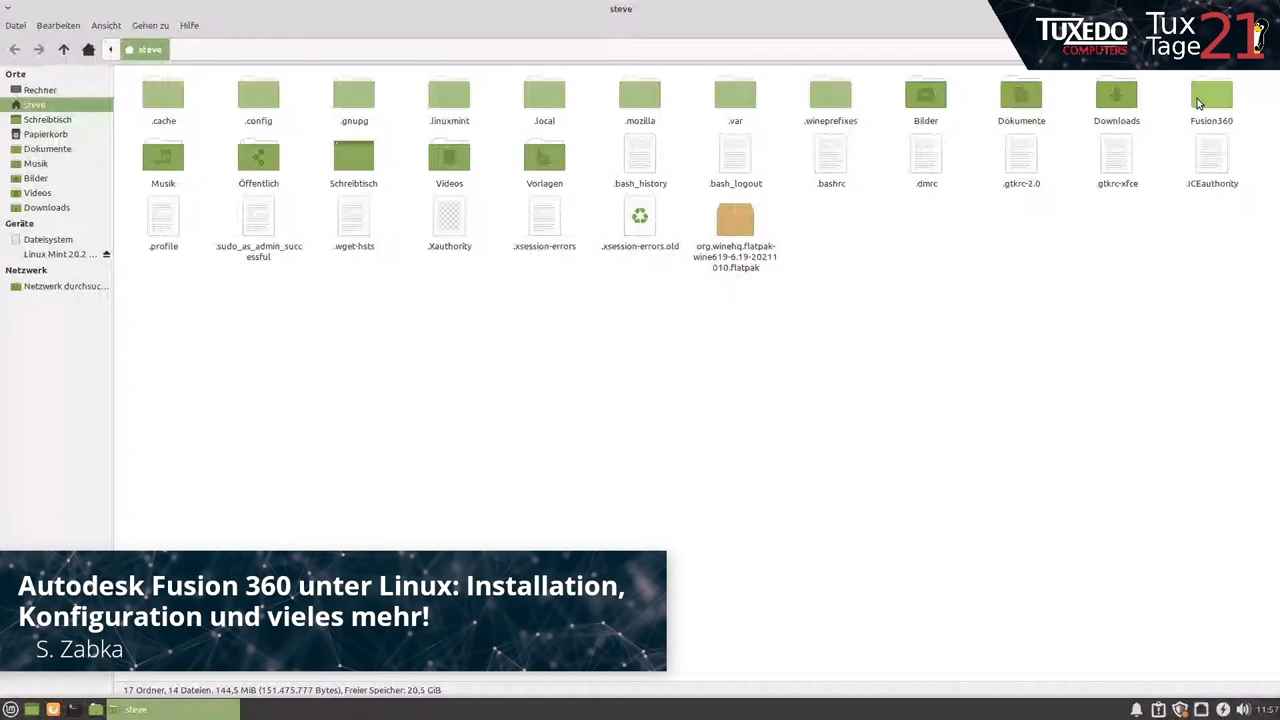 steve
Datei Bearbeiten Ansicht Gehen zu Hilfe
steve
TUXEDO
COMPUTERS
Tux
Tage
21
Orte
Rechner
steve
Schreibtisch
Papierkorb
Dokumente
Musik
Bilder
Videos
Downloads
Geräte
Dateisystem
Linux Mint 20.2 ...
Netzwerk
Netzwerk durchsuc...
.cache .config .gnupg .linuxmint .local .mozilla .var .wineprefixes Bilder Dokumente Downloads Fusion360
Musik Öffentlich Schreibtisch Videos Vorlagen .bash_history .bash_logout .bashrc .dmrc .gtkrc-2.0 .gtkrc-xfce .ICEauthority
.profile .sudo_as_admin_succ .wget-hsts .Xauthority .xsession-errors .xsession-errors.old org.winehq.flatpak-
essful wine619-6.19-20211
010.flatpak
Autodesk Fusion 360 unter Linux: Installation,
Konfiguration und vieles mehr!
S. Zabka
17 Ordner, 14 Dateien. 144,5 MiB (151.475.777 Bytes), Freier Speicher: 20,5 GiB
steve
11:57